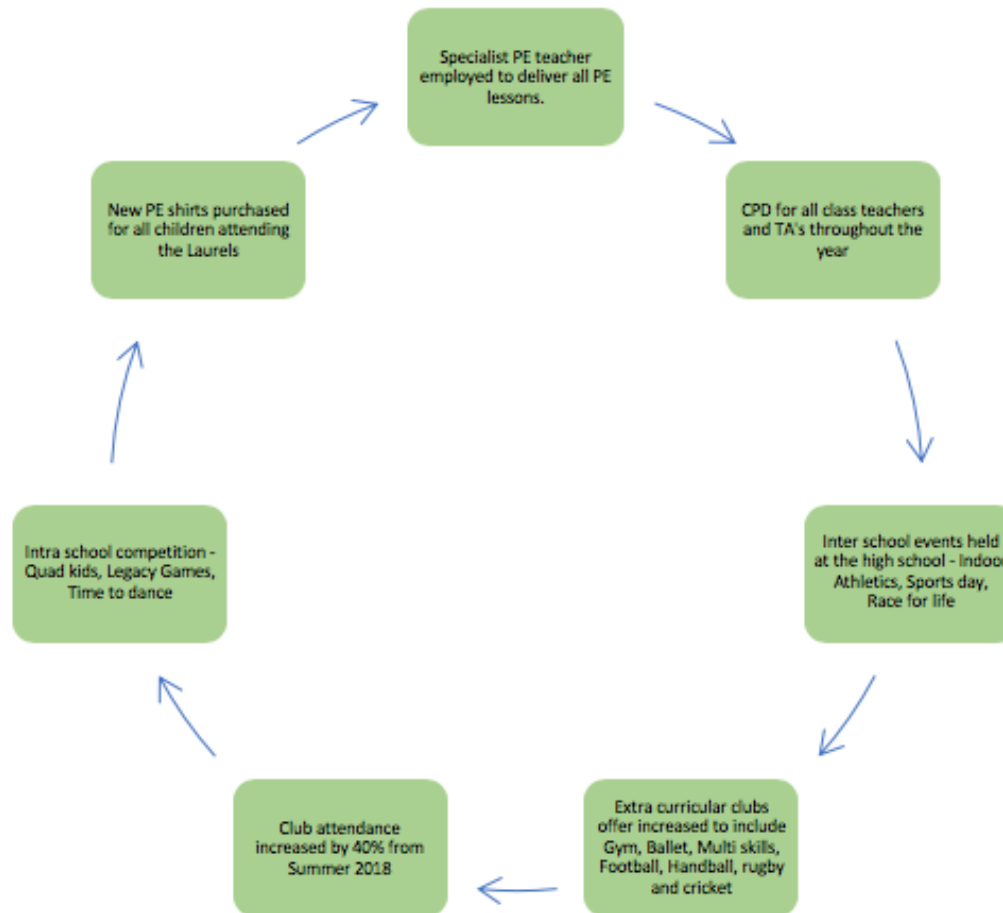 Specialist PE teacher
employed to deliver all PE
lessons.
CPD for all class teachers
and TA's throughout the
year
Inter school events held
at the high school - Indoor
Athletics, Sports day,
Race for life
Extra curricular clubs
offer increased to include
Gym, Ballet, Multi skills,
Football, Handball, rugby
and cricket
Club attendance
increased by 40% from
Summer 2018
Intra school competition -
Quad kids, Legacy Games,
Time to dance
New PE shirts purchased
for all children attending
the Laurels